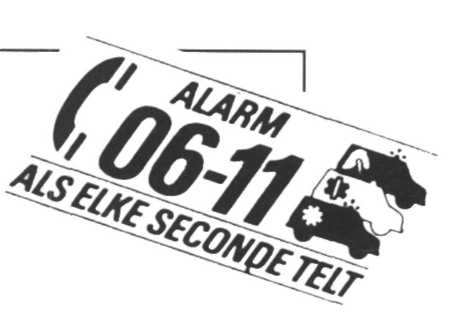 ALARM
06-11
ALS ELKE SECONDE TELT